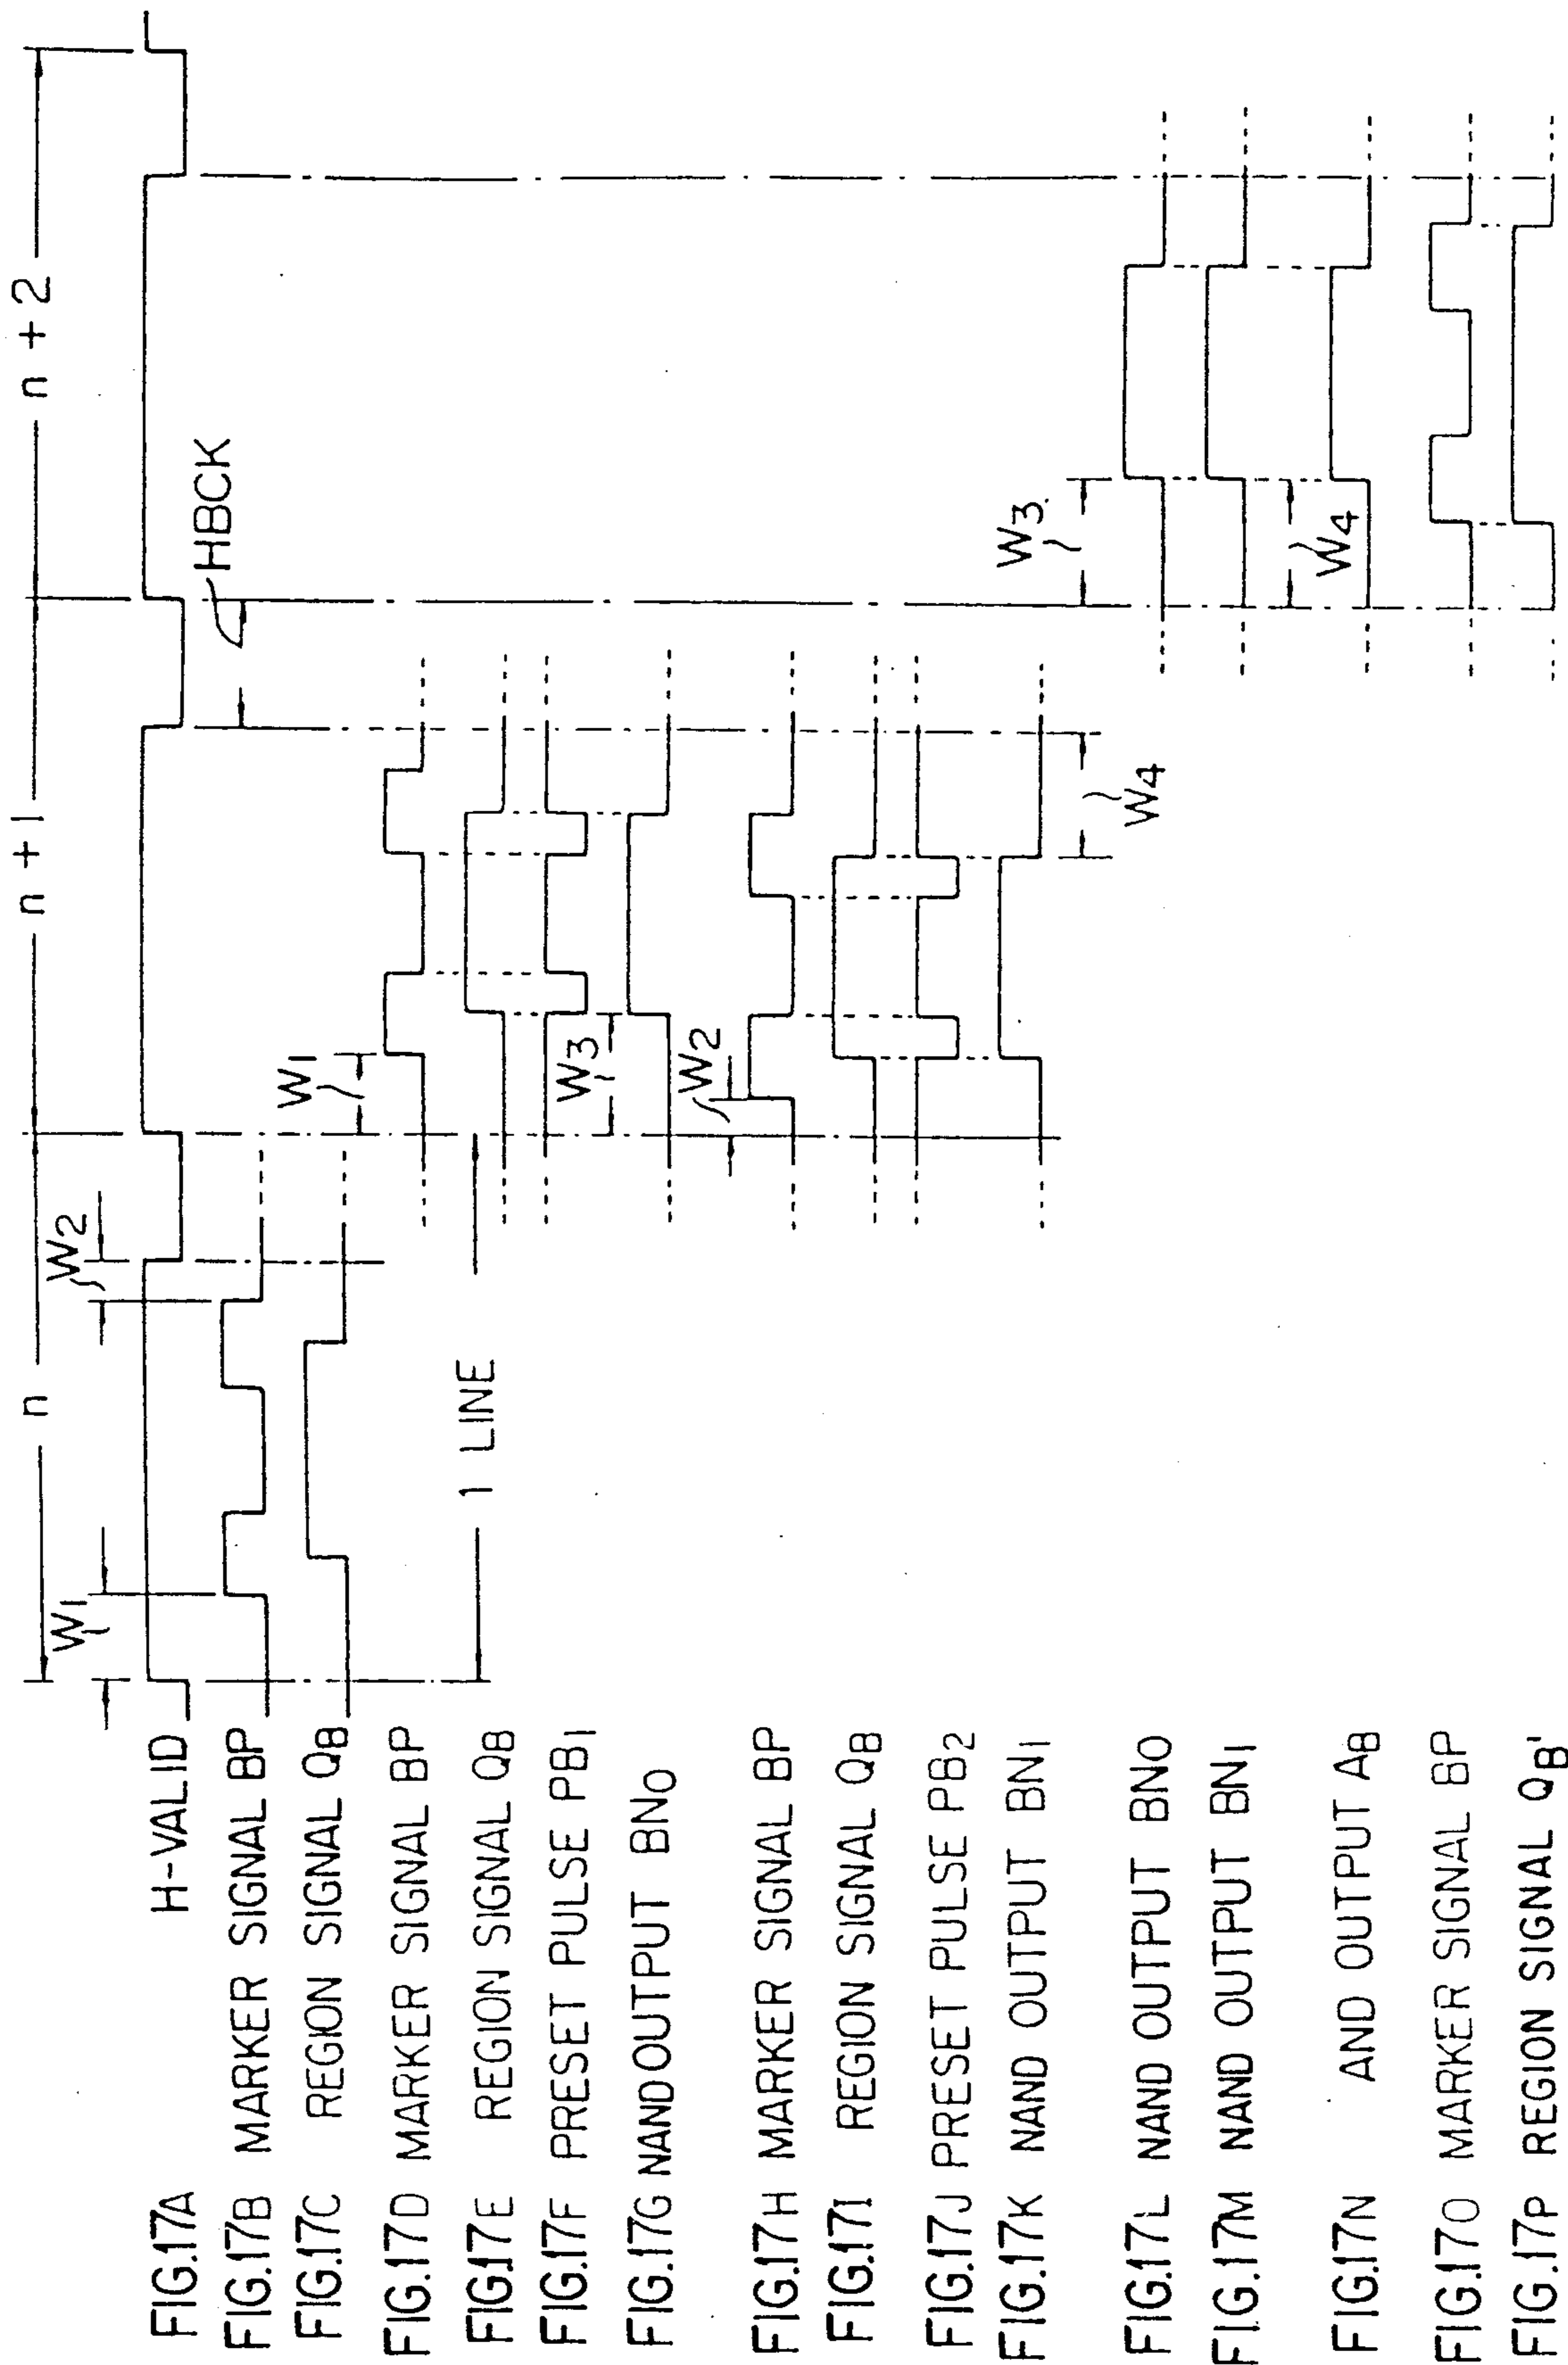 n
n + 1
n + 2
W1
W2
HBCK
FIG.17A H-VALID
FIG.17B MARKER SIGNAL BP
FIG.17C REGION SIGNAL QB
W1
FIG.17D MARKER SIGNAL BP
1 LINE
FIG.17E REGION SIGNAL QB
FIG.17F PRESET PULSE PB1
W3
FIG.17G NAND OUTPUT BN0
W2
FIG.17H MARKER SIGNAL BP
FIG.17I REGION SIGNAL QB
FIG.17J PRESET PULSE PB2
FIG.17K NAND OUTPUT BN1
W3
W4
FIG.17L NAND OUTPUT BN0
FIG.17M NAND OUTPUT BN1
W4
FIG.17N AND OUTPUT AB
FIG.17O MARKER SIGNAL BP
FIG.17P REGION SIGNAL QB'